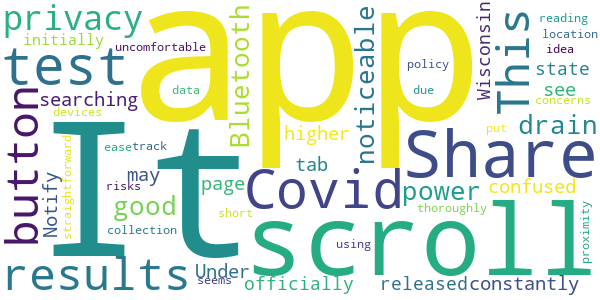 privacy
initially
uncomfortable
test
app
Bluetooth
noticeable
This
Wisconsin
reading
location
idea
state
policy
see
concerns
button
searching
data
due
devices
higher
put
drain
It
Share
straightforward
ease
track
tab
may
Notify
risks
page
Covid
power
confused
good
short
thoroughly
proximity
collection
scroll
using
results
Under
seems
officially
released
constantly